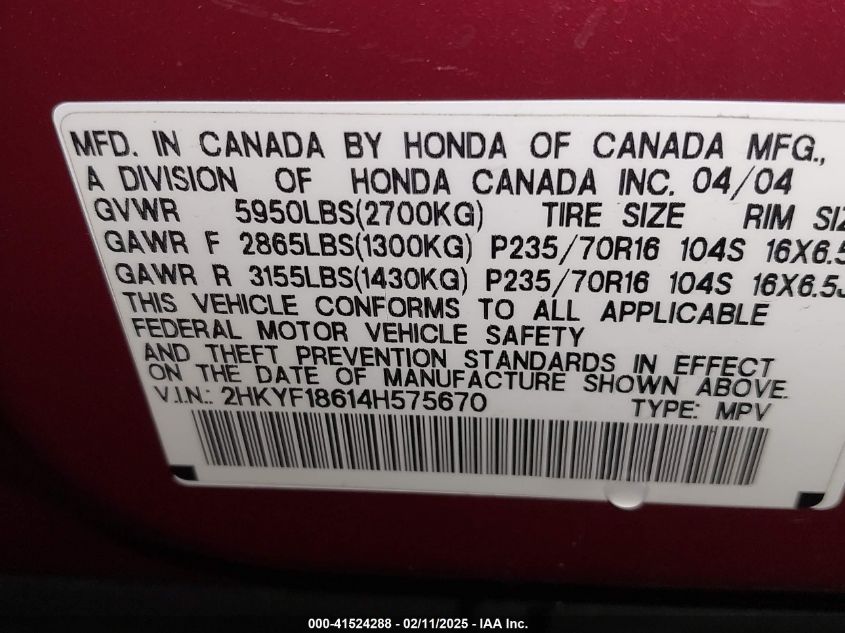 MFD. IN CANADA BY HONDA OF CANADA MFG.,
A DIVISION OF HONDA CANADA INC. 04/04
GVWR 5950LBS(2700KG) TIRE SIZE RIM SIZ
GAWR F 2865LBS(1300KG) P235/70R16 104S 16X6.5
GAWR R 3155LBS(1430KG) P235/70R16 104S 16X6.5J
THIS VEHICLE CONFORMS TO ALL APPLICABLE
FEDERAL MOTOR VEHICLE SAFETY
AND THEFT PREVENTION STANDARDS IN EFFECT
ON THE DATE OF MANUFACTURE SHOWN ABOVE.
V.I.N.: 2HKYF18614H575670 TYPE: MPV
000-41524288 -- 02/11/2025 -- IAA Inc.